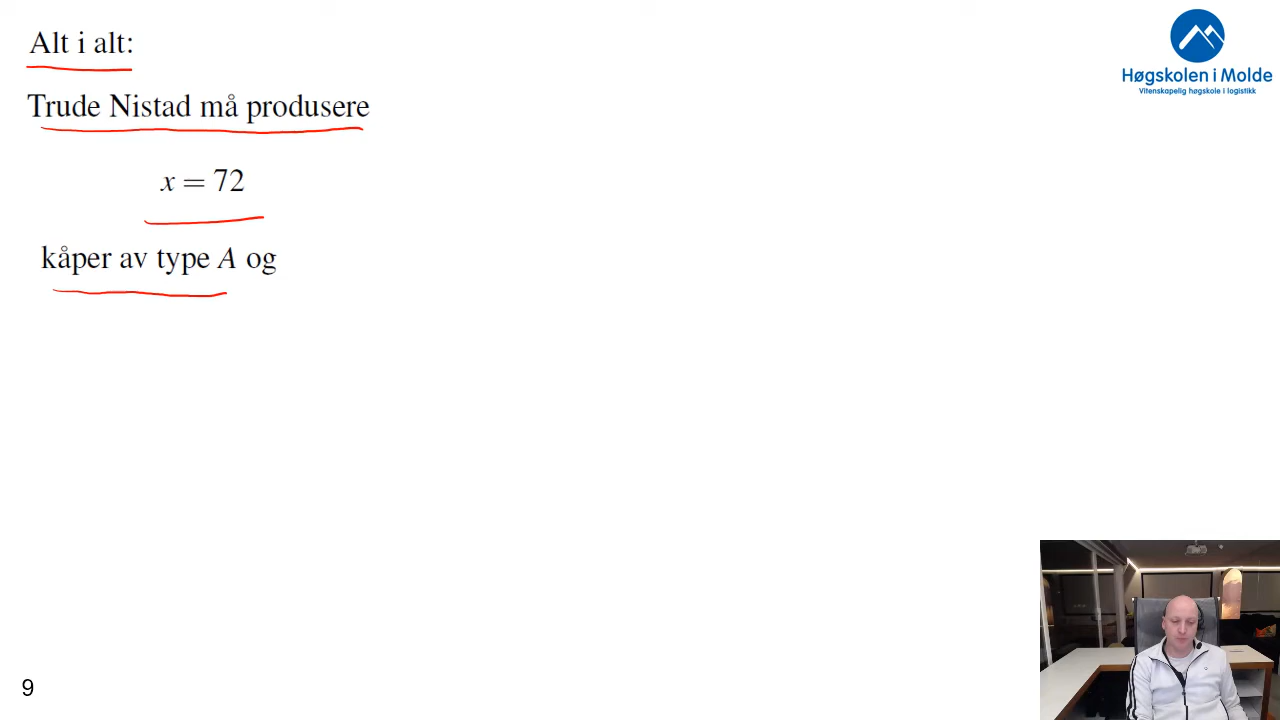 Alt i alt:
Trude Nistad må produsere
x = 72
kåper av type A og
Høgskolen i Molde
Vitenskapelig høgskole i logistikk
9